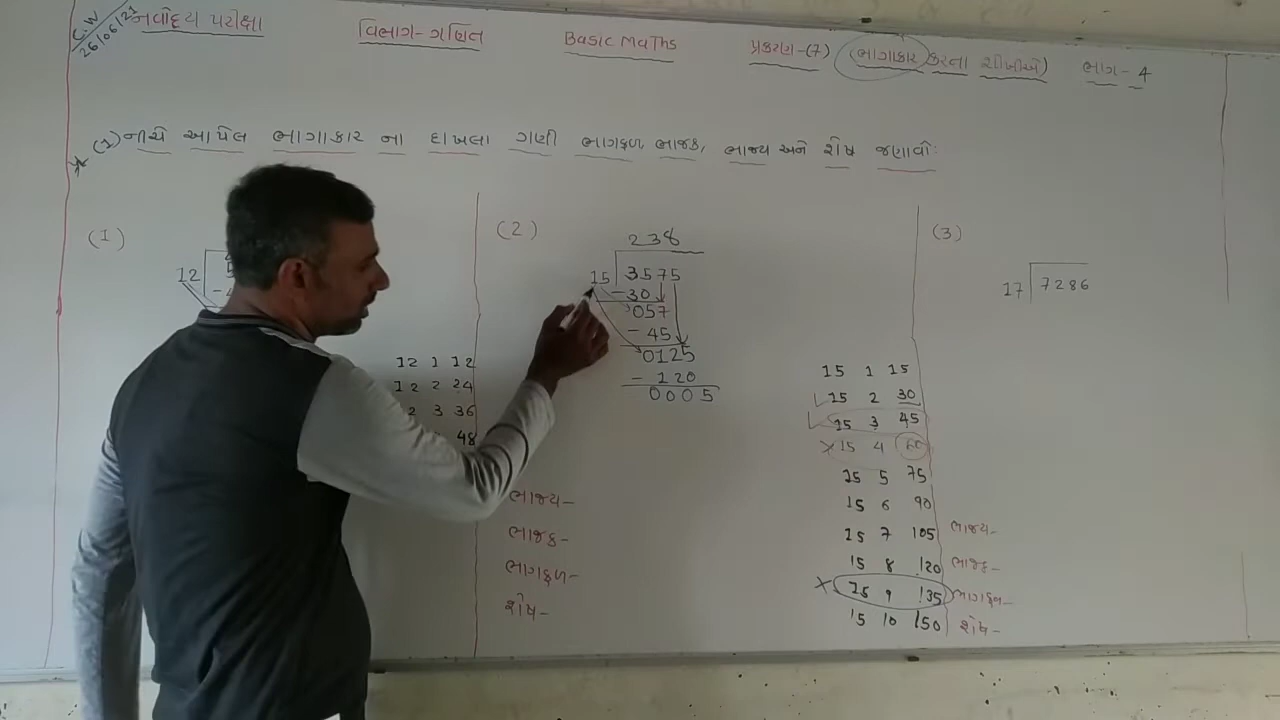 C.W
26/06/21
નવોદય પરીક્ષા વિભાગ-ગણિત Basic Maths પ્રકરણ-(7) (ભાગાકાર કરતા શીખીએ) ભાગ-4
* (1) નીચે આપેલ ભાગાકાર ના દાખલા ગણી ભાગફળ, ભાજક, ભાજ્ય અને શેષ જણાવો:
(1)
12
12 1 12
12 2 24
2 3 36
48
(2)
238
15 3575
-30
057
- 45
0125
- 120
0005
ભાજ્ય-
ભાજક-
ભાગફળ-
શેષ-
15 1 15
15 2 30
15 3 45
x 15 4 60
15 5 75
15 6 90
15 7 105
15 8 120
x 15 9 135
15 10 150
(3)
17 7286
ભાજ્ય-
ભાજક-
ભાગફળ-
શેષ-